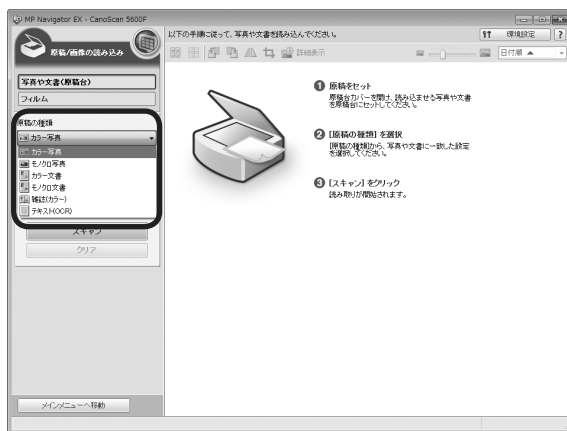 MP Navigator EX - CanoScan 5600F
原稿/画像の読み込み
以下の手順に従って、写真や文書を読み込んでください。
環境設定
?
詳細表示
日付順 ▲
写真や文書(原稿台)
フィルム
原稿の種類
カラー写真
カラー写真
モノクロ写真
カラー文書
モノクロ文書
雑誌(カラー)
テキスト(OCR)
スキャン
クリア
メインメニューへ移動
1 原稿をセット
原稿台カバーを開け、読み込ませる写真や文書
を原稿台にセットしてください。
2 [原稿の種類] を選択
[原稿の種類]から、写真や文書に一致した設定
を選択してください。
3 [スキャン] をクリック
読み取りが開始されます。